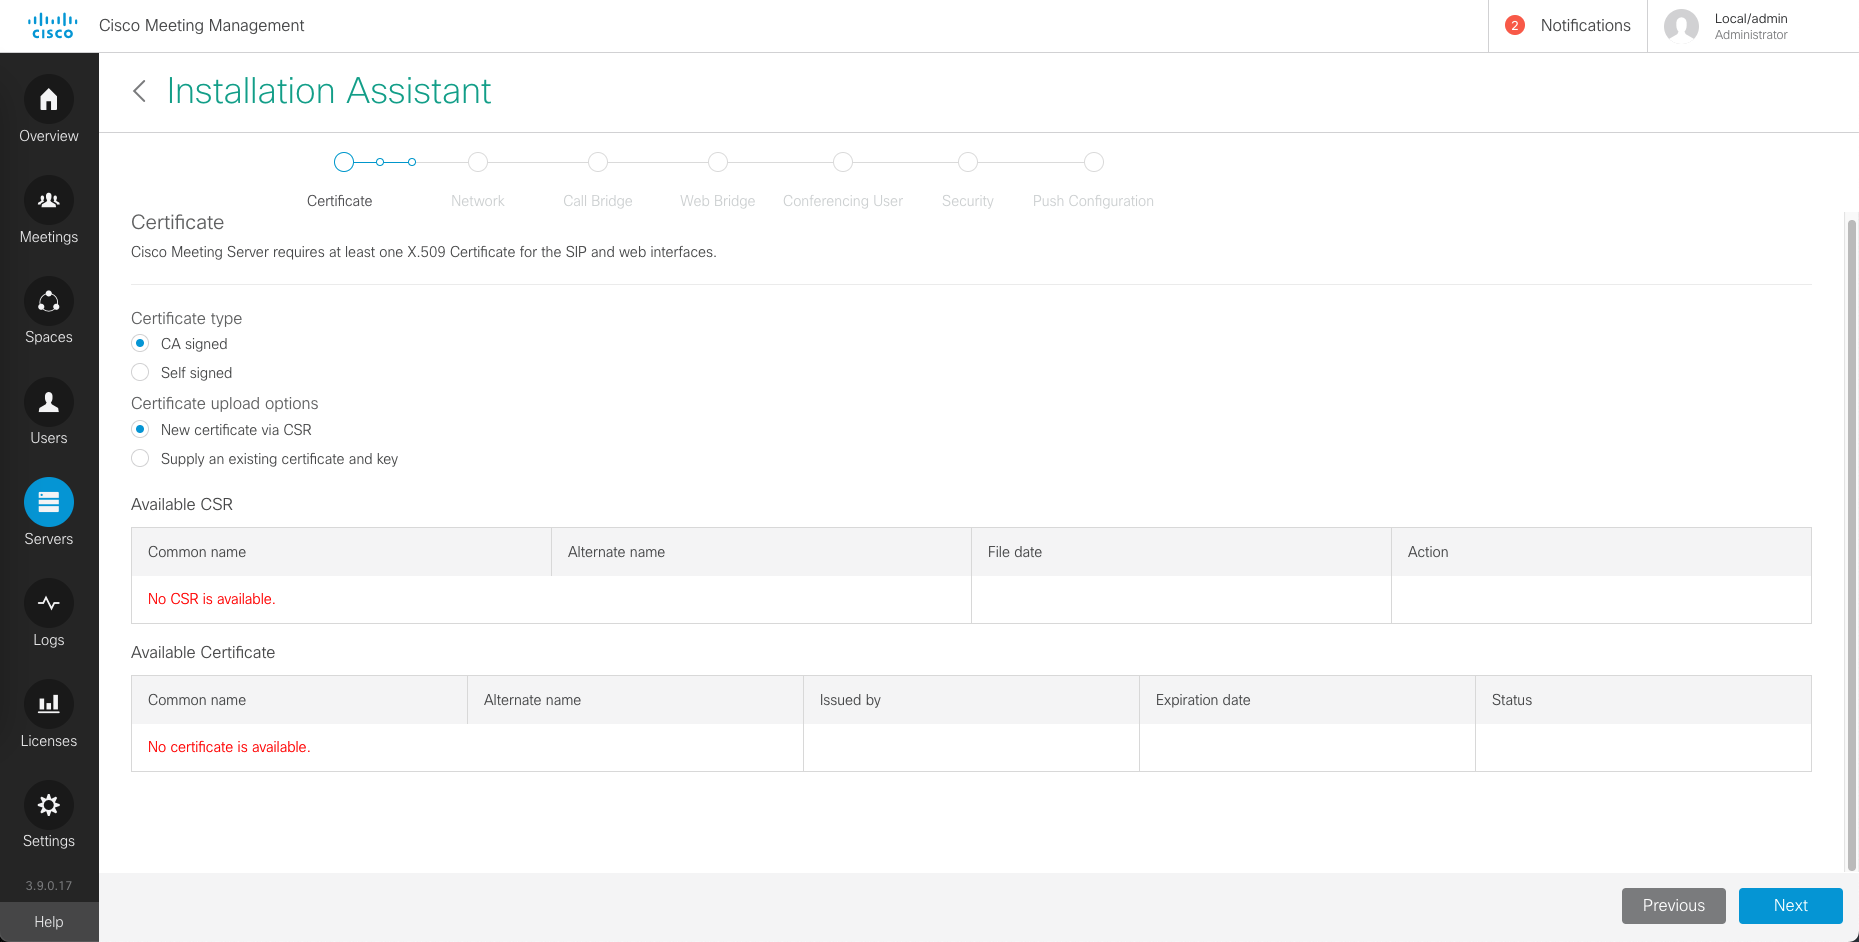 cisco
Cisco Meeting Management
2
Notifications
Local/admin
Administrator
Installation Assistant
Overview
Meetings
Spaces
Users
Servers
Logs
Licenses
Settings
3.9.0.17
Help
Certificate
Network
Call Bridge
Web Bridge
Conferencing User
Security
Push Configuration
Certificate
Cisco Meeting Server requires at least one X.509 Certificate for the SIP and web interfaces.
Certificate type
CA signed
Self signed
Certificate upload options
New certificate via CSR
Supply an existing certificate and key
Available CSR
Common name Alternate name File date Action
No CSR is available.
Available Certificate
Common name Alternate name Issued by Expiration date Status
No certificate is available.
Previous
Next